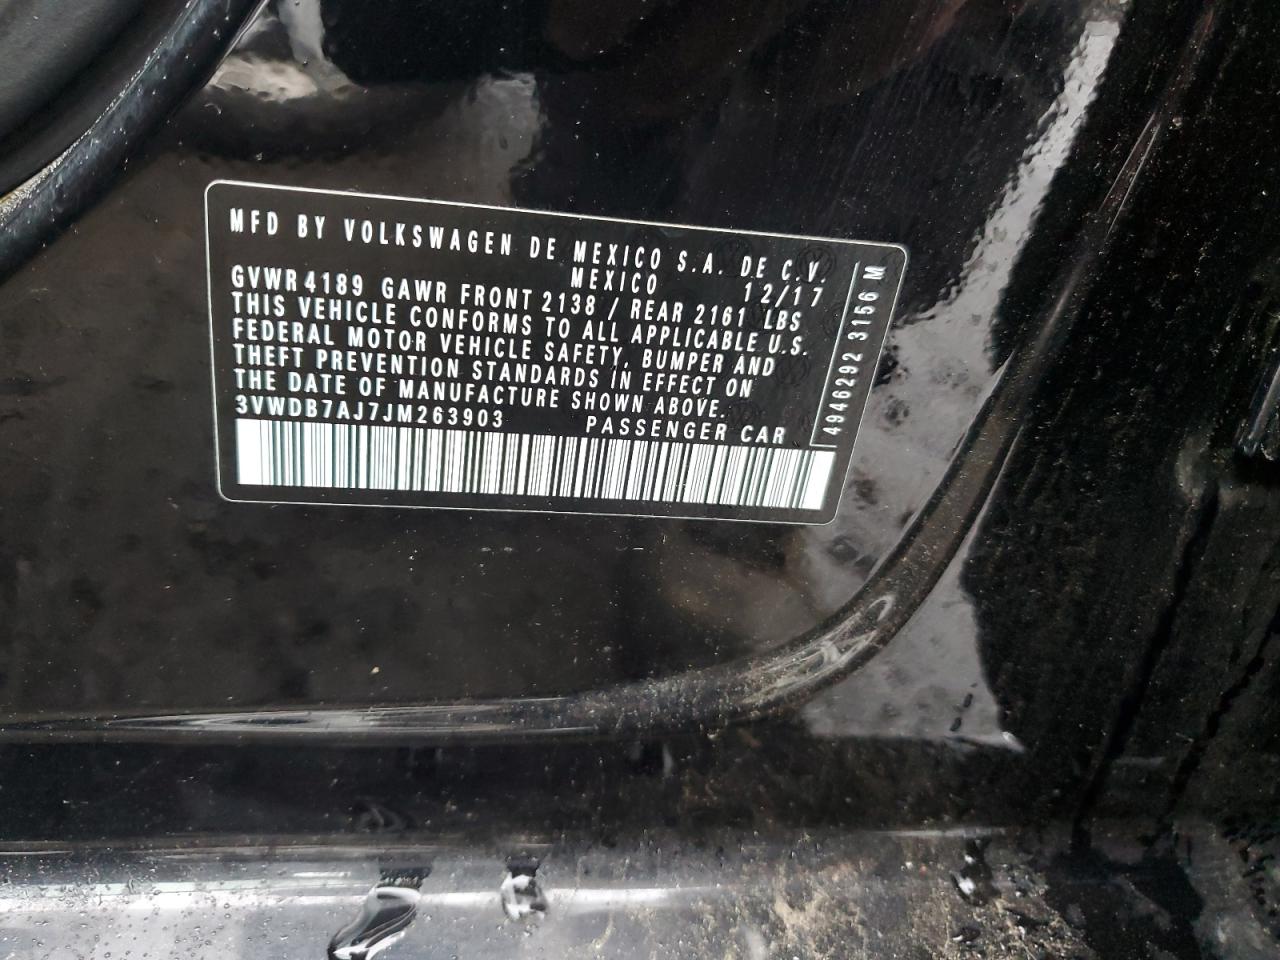 MFD BY VOLKSWAGEN DE MEXICO S.A. DE C.V.
MEXICO 12/17
GVWR 4189 GAWR FRONT 2138 / REAR 2161 LBS
THIS VEHICLE CONFORMS TO ALL APPLICABLE U.S.
FEDERAL MOTOR VEHICLE SAFETY, BUMPER AND
THEFT PREVENTION STANDARDS IN EFFECT ON
THE DATE OF MANUFACTURE SHOWN ABOVE.
3VWDB7AJ7JM263903 PASSENGER CAR
4946292 3156 M